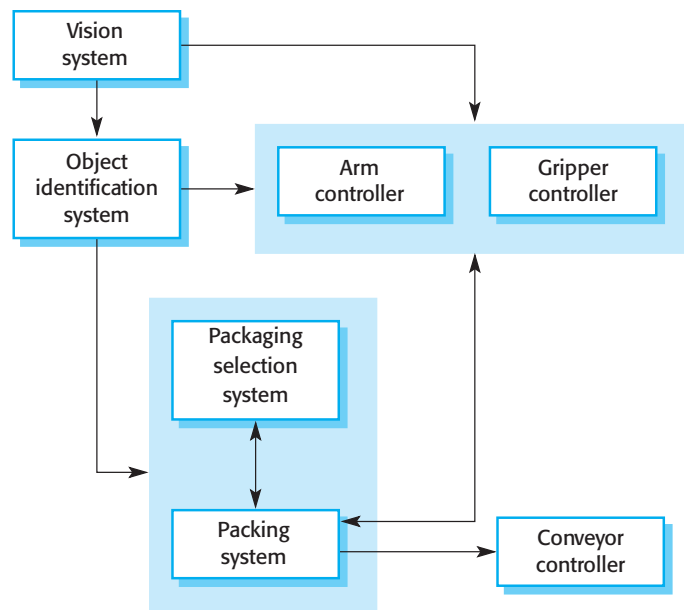 Vision
system
Object
identification
system
Arm
controller
Gripper
controller
Packaging
selection
system
Packing
system
Conveyor
controller